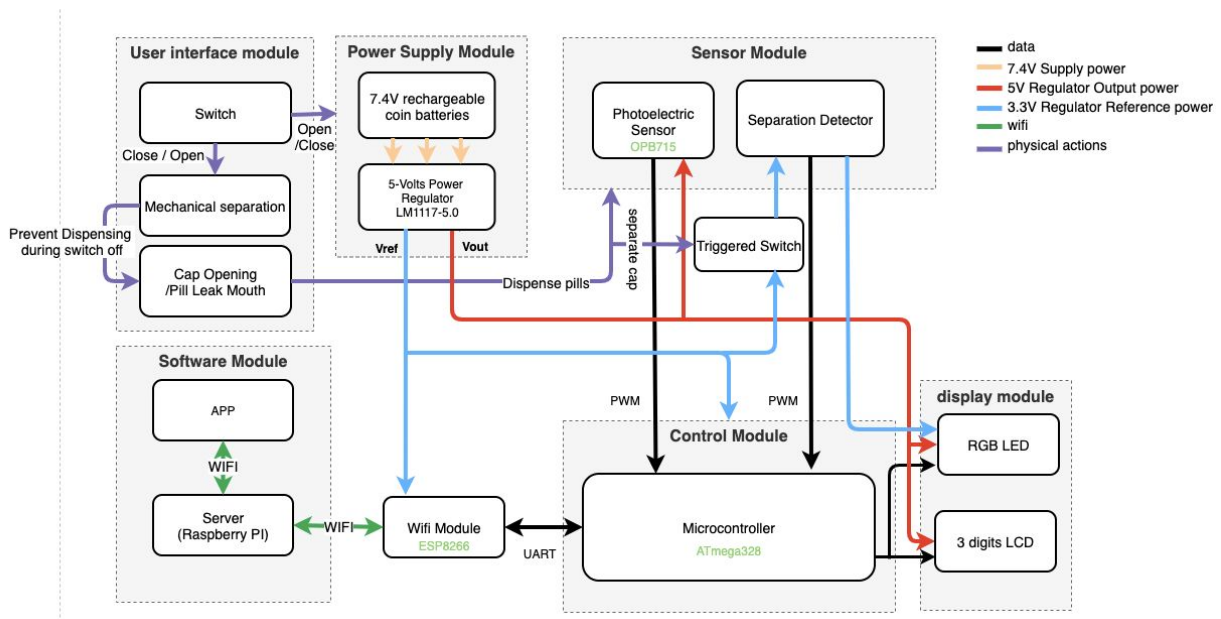 User interface module
Switch
Open
/Close
Close / Open
Mechanical separation
Prevent Dispensing
during switch off
Cap Opening
/Pill Leak Mouth
Power Supply Module
7.4V rechargeable
coin batteries
5-Volts Power
Regulator
LM1117-5.0
Vref
Vout
Dispense pills
separate cap
Sensor Module
Photoelectric
Sensor
OPB715
Separation Detector
Triggered Switch
data
7.4V Supply power
5V Regulator Output power
3.3V Regulator Reference power
wifi
physical actions
Software Module
APP
WIFI
Server
(Raspberry PI)
WIFI
Wifi Module
ESP8266
UART
PWM
PWM
Control Module
Microcontroller
ATmega328
display module
RGB LED
3 digits LCD